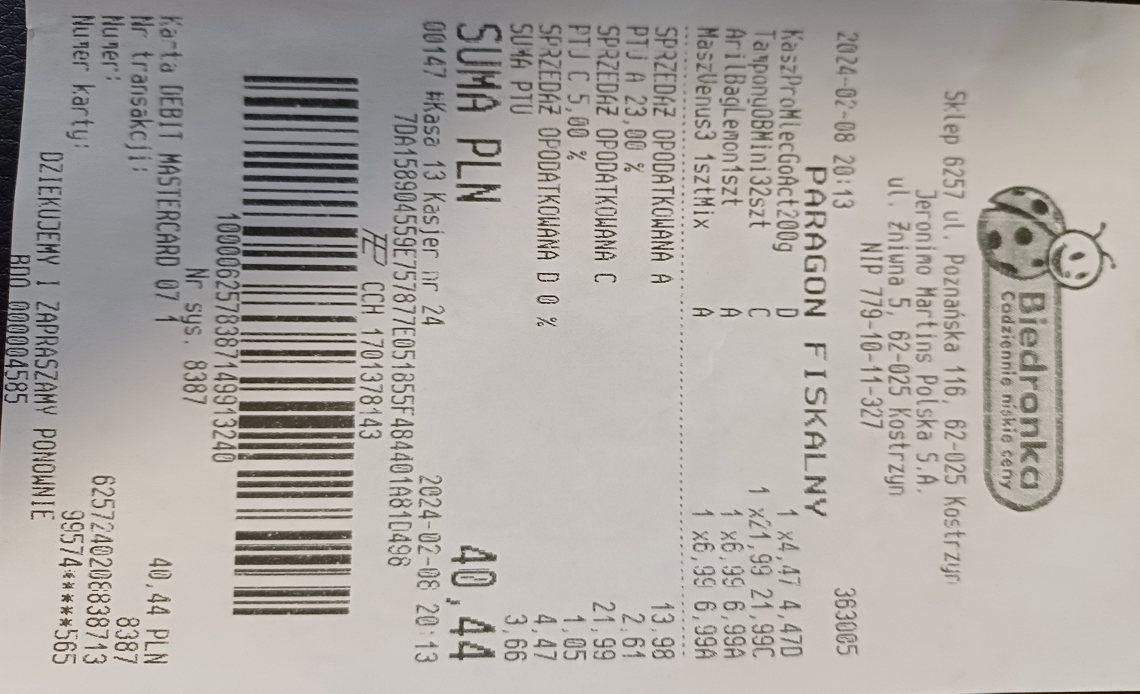 Biedronka
Codziennie niskie ceny
Sklep 6257 ul. Poznańska 116, 62-025 Kostrzyn
Jeronimo Martins Polska S.A.
ul. Żniwna 5, 62-025 Kostrzyn
NIP 779-10-11-327
2024-02-08 20:13 363005
PARAGON FISKALNY
KaszProMlecGoAct200g D 1 x4,47 4,47D
TamponyOBMini32szt C 1 x21,99 21,99C
ArilBagLemon1szt A 1 x6,99 6,99A
MaszVenus3 1sztMix A 1 x6,99 6,99A
SPRZEDAŻ OPODATKOWANA A 13,98
PTU A 23,00 % 2,61
SPRZEDAŻ OPODATKOWANA C 21,99
PTU C 5,00 % 1,05
SPRZEDAŻ OPODATKOWANA D 0 % 4,47
SUMA PTU 3,66
SUMA PLN 40,44
00147 #Kasa 13 Kasjer nr 24 2024-02-08 20:13
7DA158904559E757877E051855F484401A81D498
CCH 1701378143
1000062578387149913240
Nr sys. 8387
Karta DEBIT MASTERCARD 07 1 40,44 PLN
Nr transakcji: 8387
Numer: 6257240208838713
Numer karty: 99574*****565
DZIEKUJEMY I ZAPRASZAMY PONOWNIE
BDO 000004585